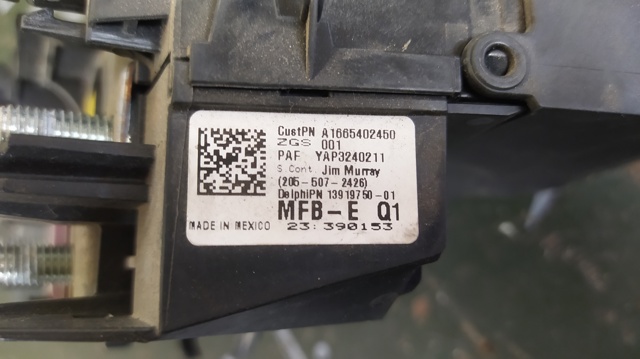 CustPN A1665402450
ZGS 001
PAF YAP3240211
S Cont. Jim Murray
(205-507-2426)
DelphiPN 13919750-01
MFB-E Q1
MADE IN MEXICO 23:390153